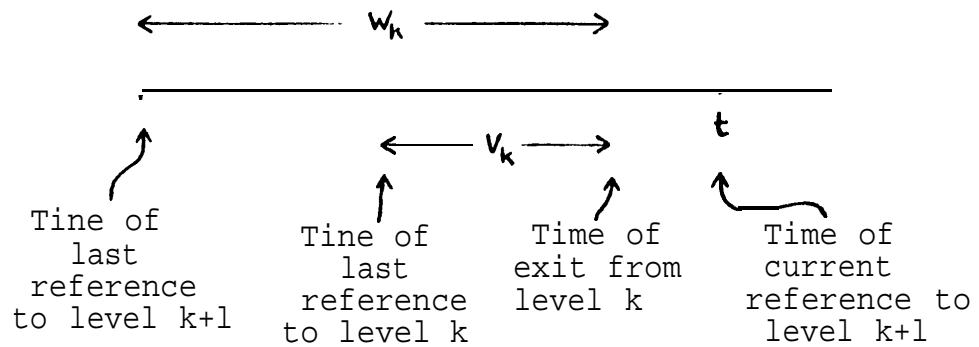 W_k
t
V_k
Tine of
last
reference
to level k+l
Tine of
last
reference
to level k
Time of
exit from
level k
Time of
current
reference to
level k+l